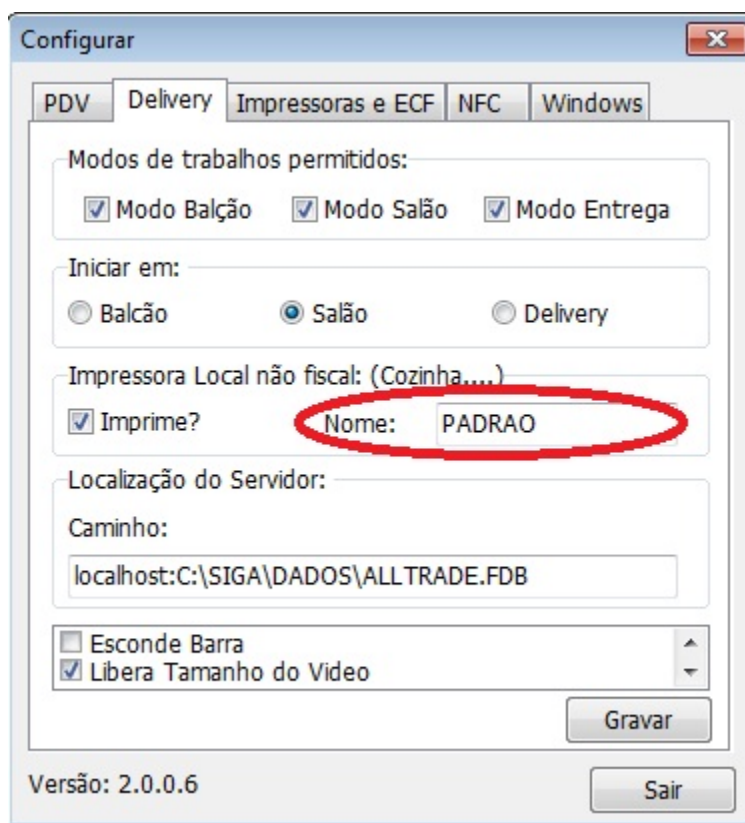 Configurar
PDV Delivery Impressoras e ECF NFC Windows
Modos de trabalhos permitidos:
Modo Balção Modo Salão Modo Entrega
Iniciar em:
Balcão Salão Delivery
Impressora Local não fiscal: (Cozinha....)
Imprime? Nome: PADRAO
Localização do Servidor:
Caminho:
localhost:C:\SIGA\DADOS\ALLTRADE.FDB
Esconde Barra
Libera Tamanho do Video
Gravar
Versão: 2.0.0.6
Sair